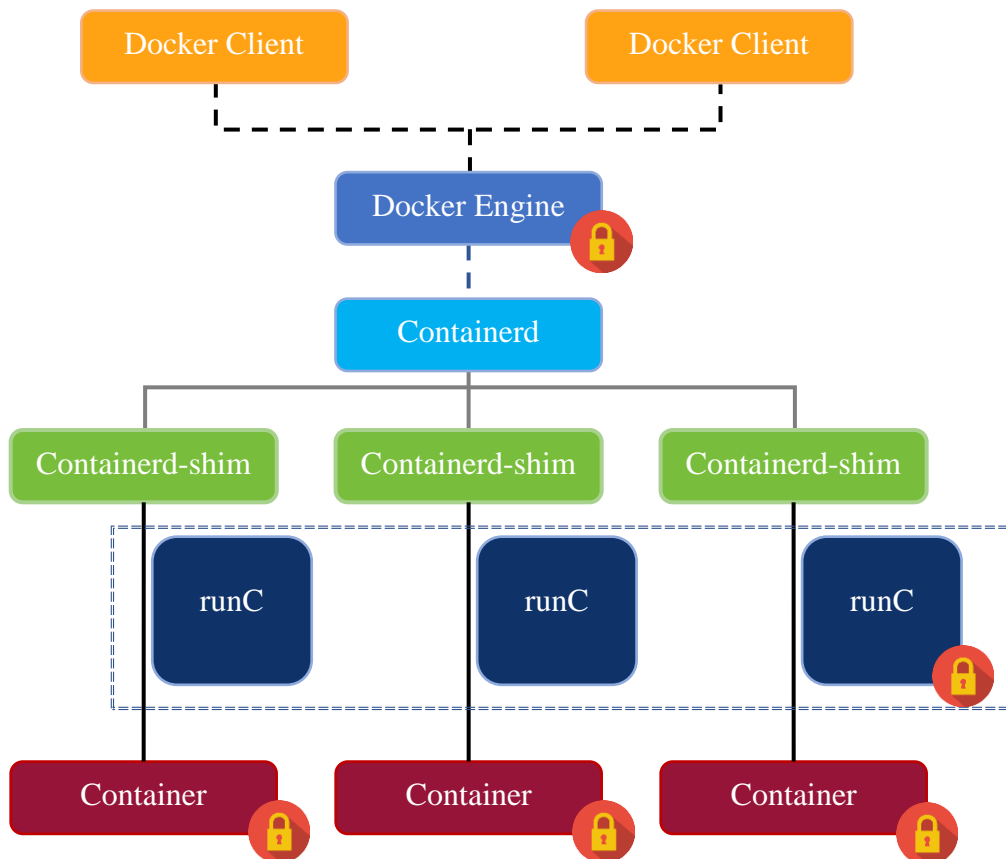 Docker Client
Docker Client
Docker Engine
Containerd
Containerd-shim
Containerd-shim
Containerd-shim
runC
runC
runC
Container
Container
Container